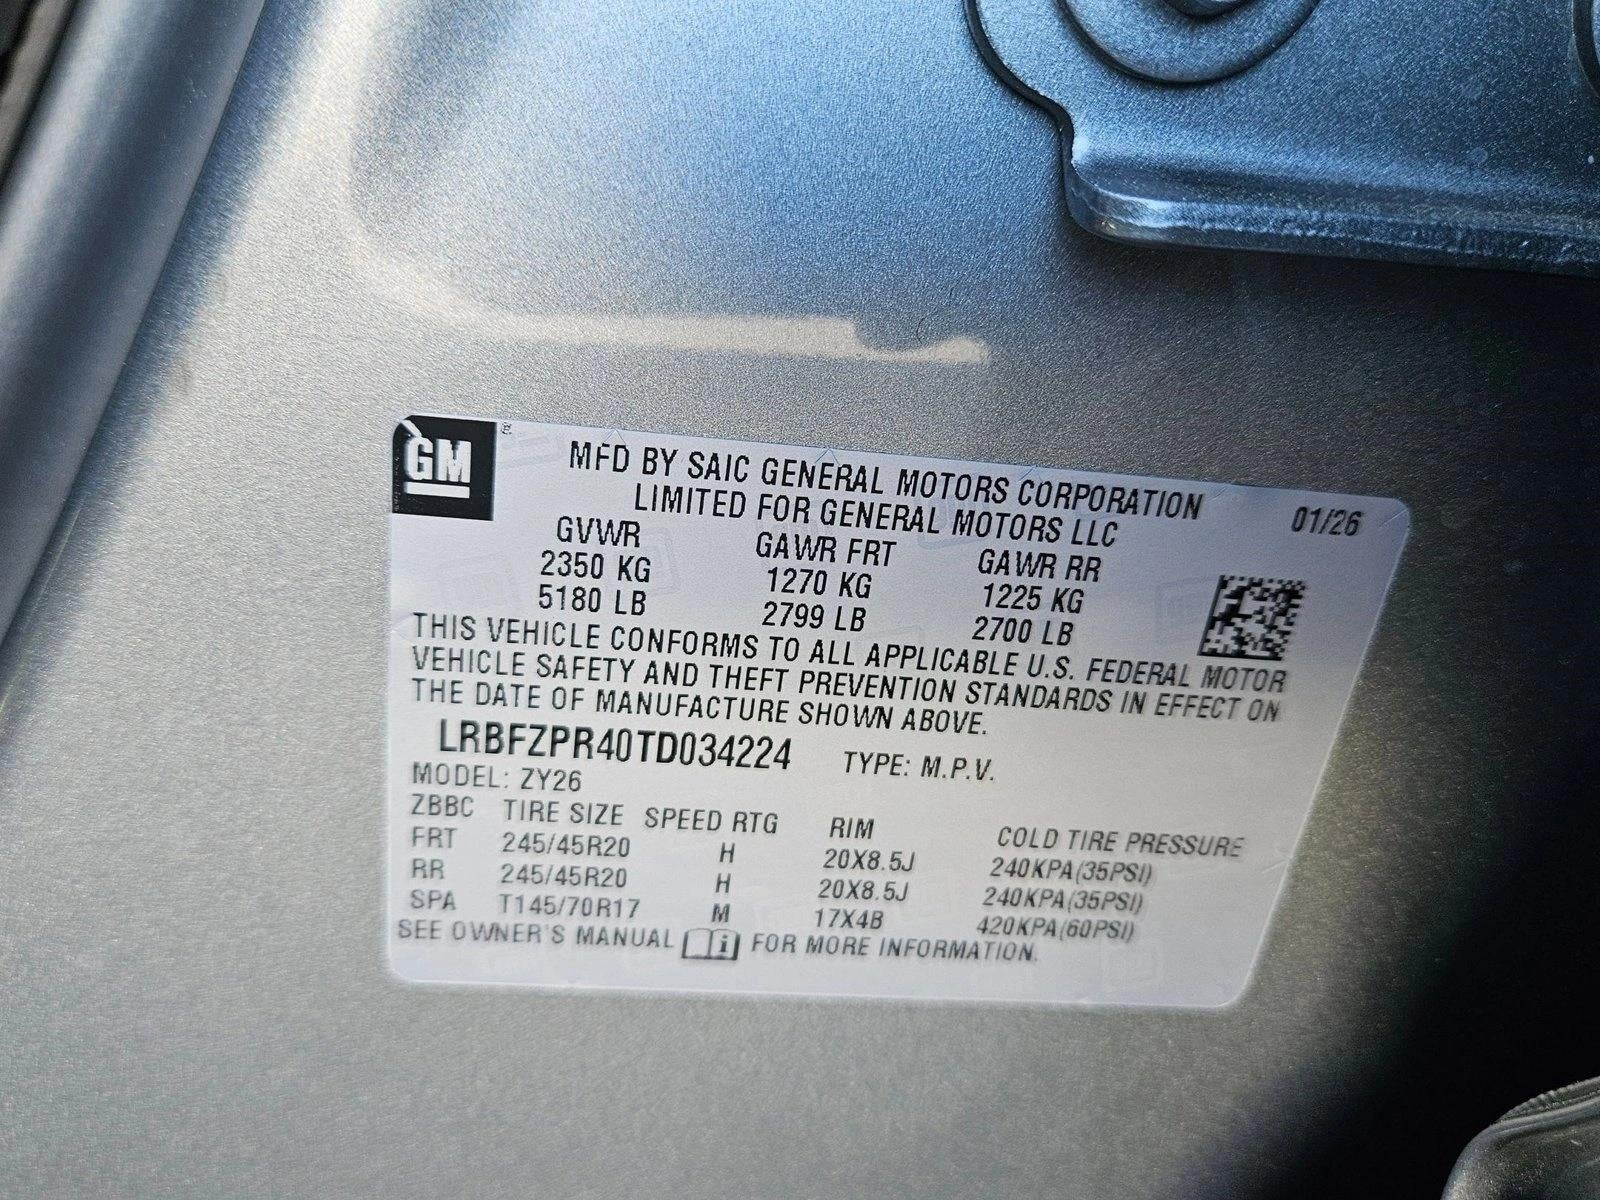 GM ®
MFD BY SAIC GENERAL MOTORS CORPORATION
LIMITED FOR GENERAL MOTORS LLC
01/26
GVWR GAWR FRT GAWR RR
2350 KG 1270 KG 1225 KG
5180 LB 2799 LB 2700 LB
THIS VEHICLE CONFORMS TO ALL APPLICABLE U.S. FEDERAL MOTOR
VEHICLE SAFETY AND THEFT PREVENTION STANDARDS IN EFFECT ON
THE DATE OF MANUFACTURE SHOWN ABOVE.
LRBFZPR40TD034224 TYPE: M.P.V.
MODEL: ZY26
ZBBC TIRE SIZE SPEED RTG RIM COLD TIRE PRESSURE
FRT 245/45R20 H 20X8.5J 240KPA(35PSI)
RR 245/45R20 H 20X8.5J 240KPA(35PSI)
SPA T145/70R17 M 17X4B 420KPA(60PSI)
SEE OWNER'S MANUAL i FOR MORE INFORMATION.